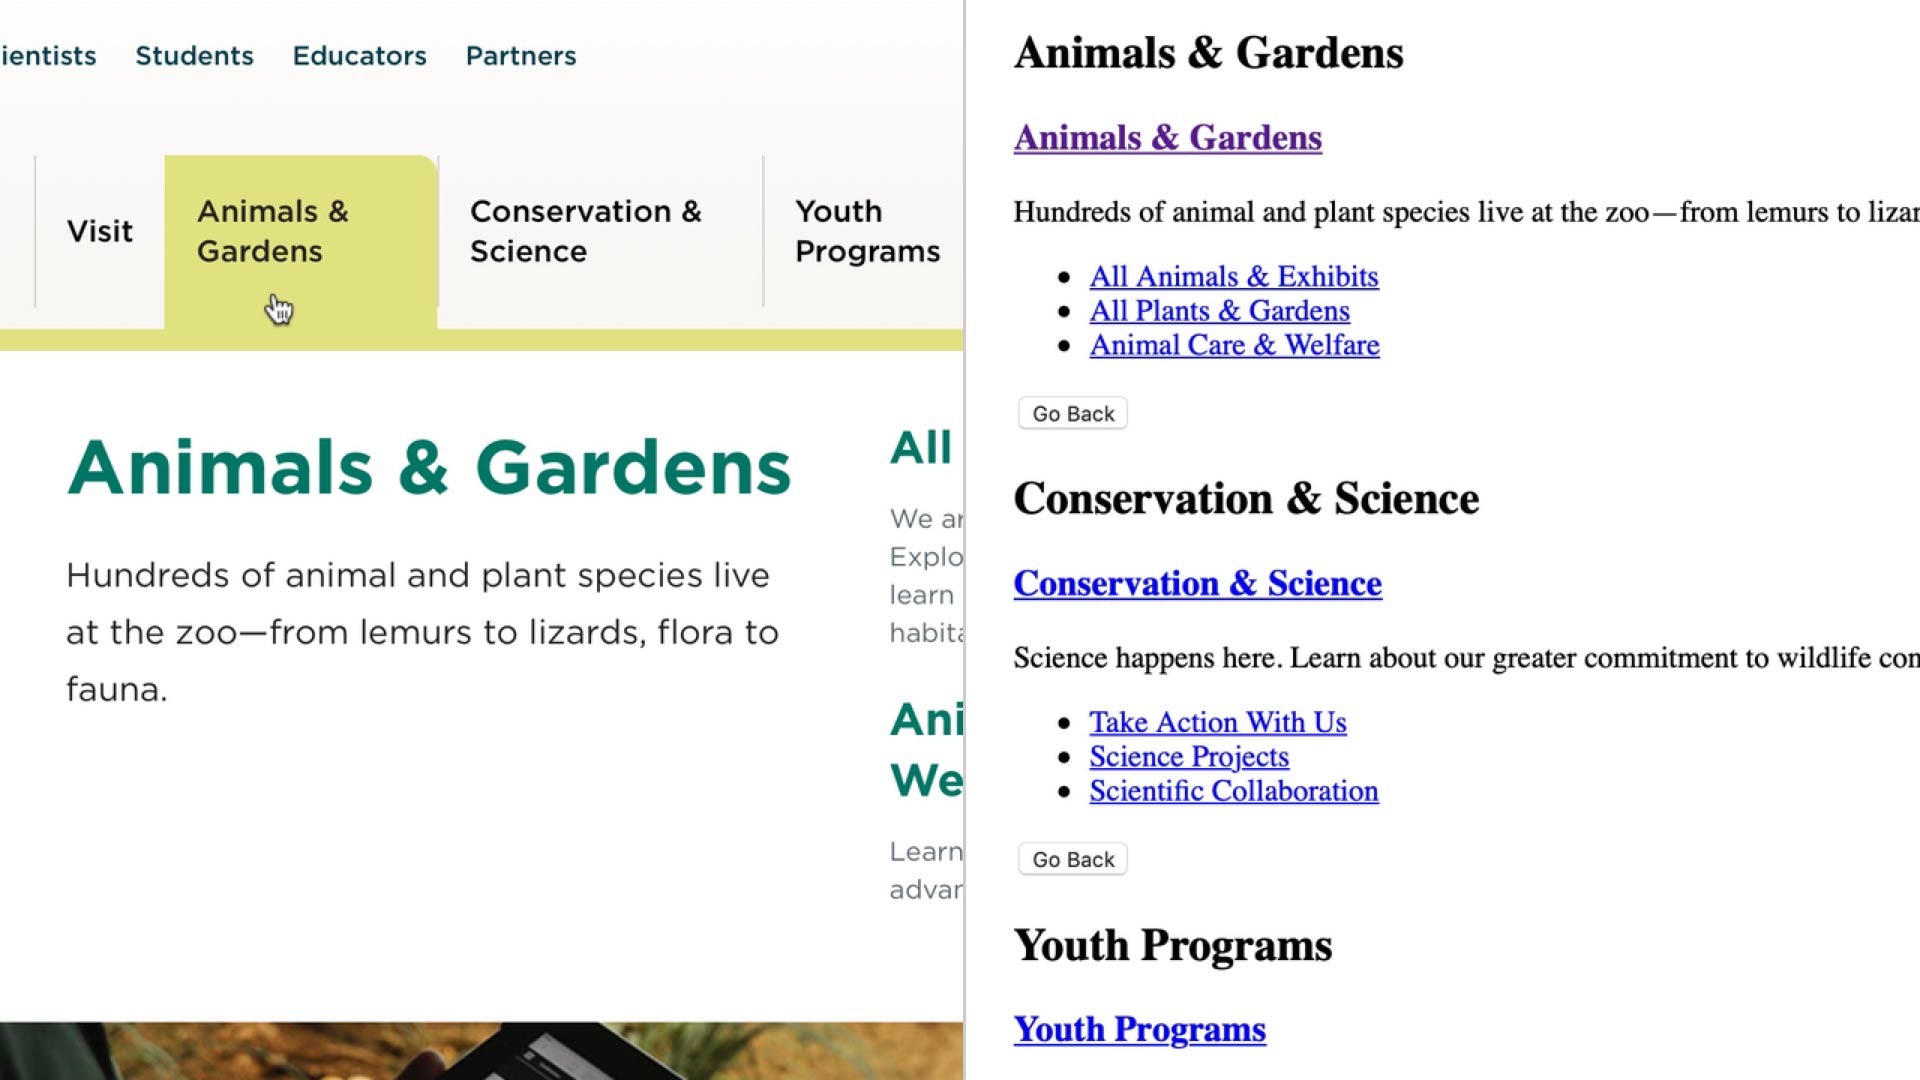 ientists Students Educators Partners
Visit
Animals &
Gardens
Conservation &
Science
Youth
Programs
Animals & Gardens
Hundreds of animal and plant species live
at the zoo—from lemurs to lizards, flora to
fauna.
All
We ar
Explo
learn
habita
Ani
We
Learn
advan
Animals & Gardens
Animals & Gardens
Hundreds of animal and plant species live at the zoo—from lemurs to lizar
All Animals & Exhibits
All Plants & Gardens
Animal Care & Welfare
Go Back
Conservation & Science
Conservation & Science
Science happens here. Learn about our greater commitment to wildlife con
Take Action With Us
Science Projects
Scientific Collaboration
Go Back
Youth Programs
Youth Programs